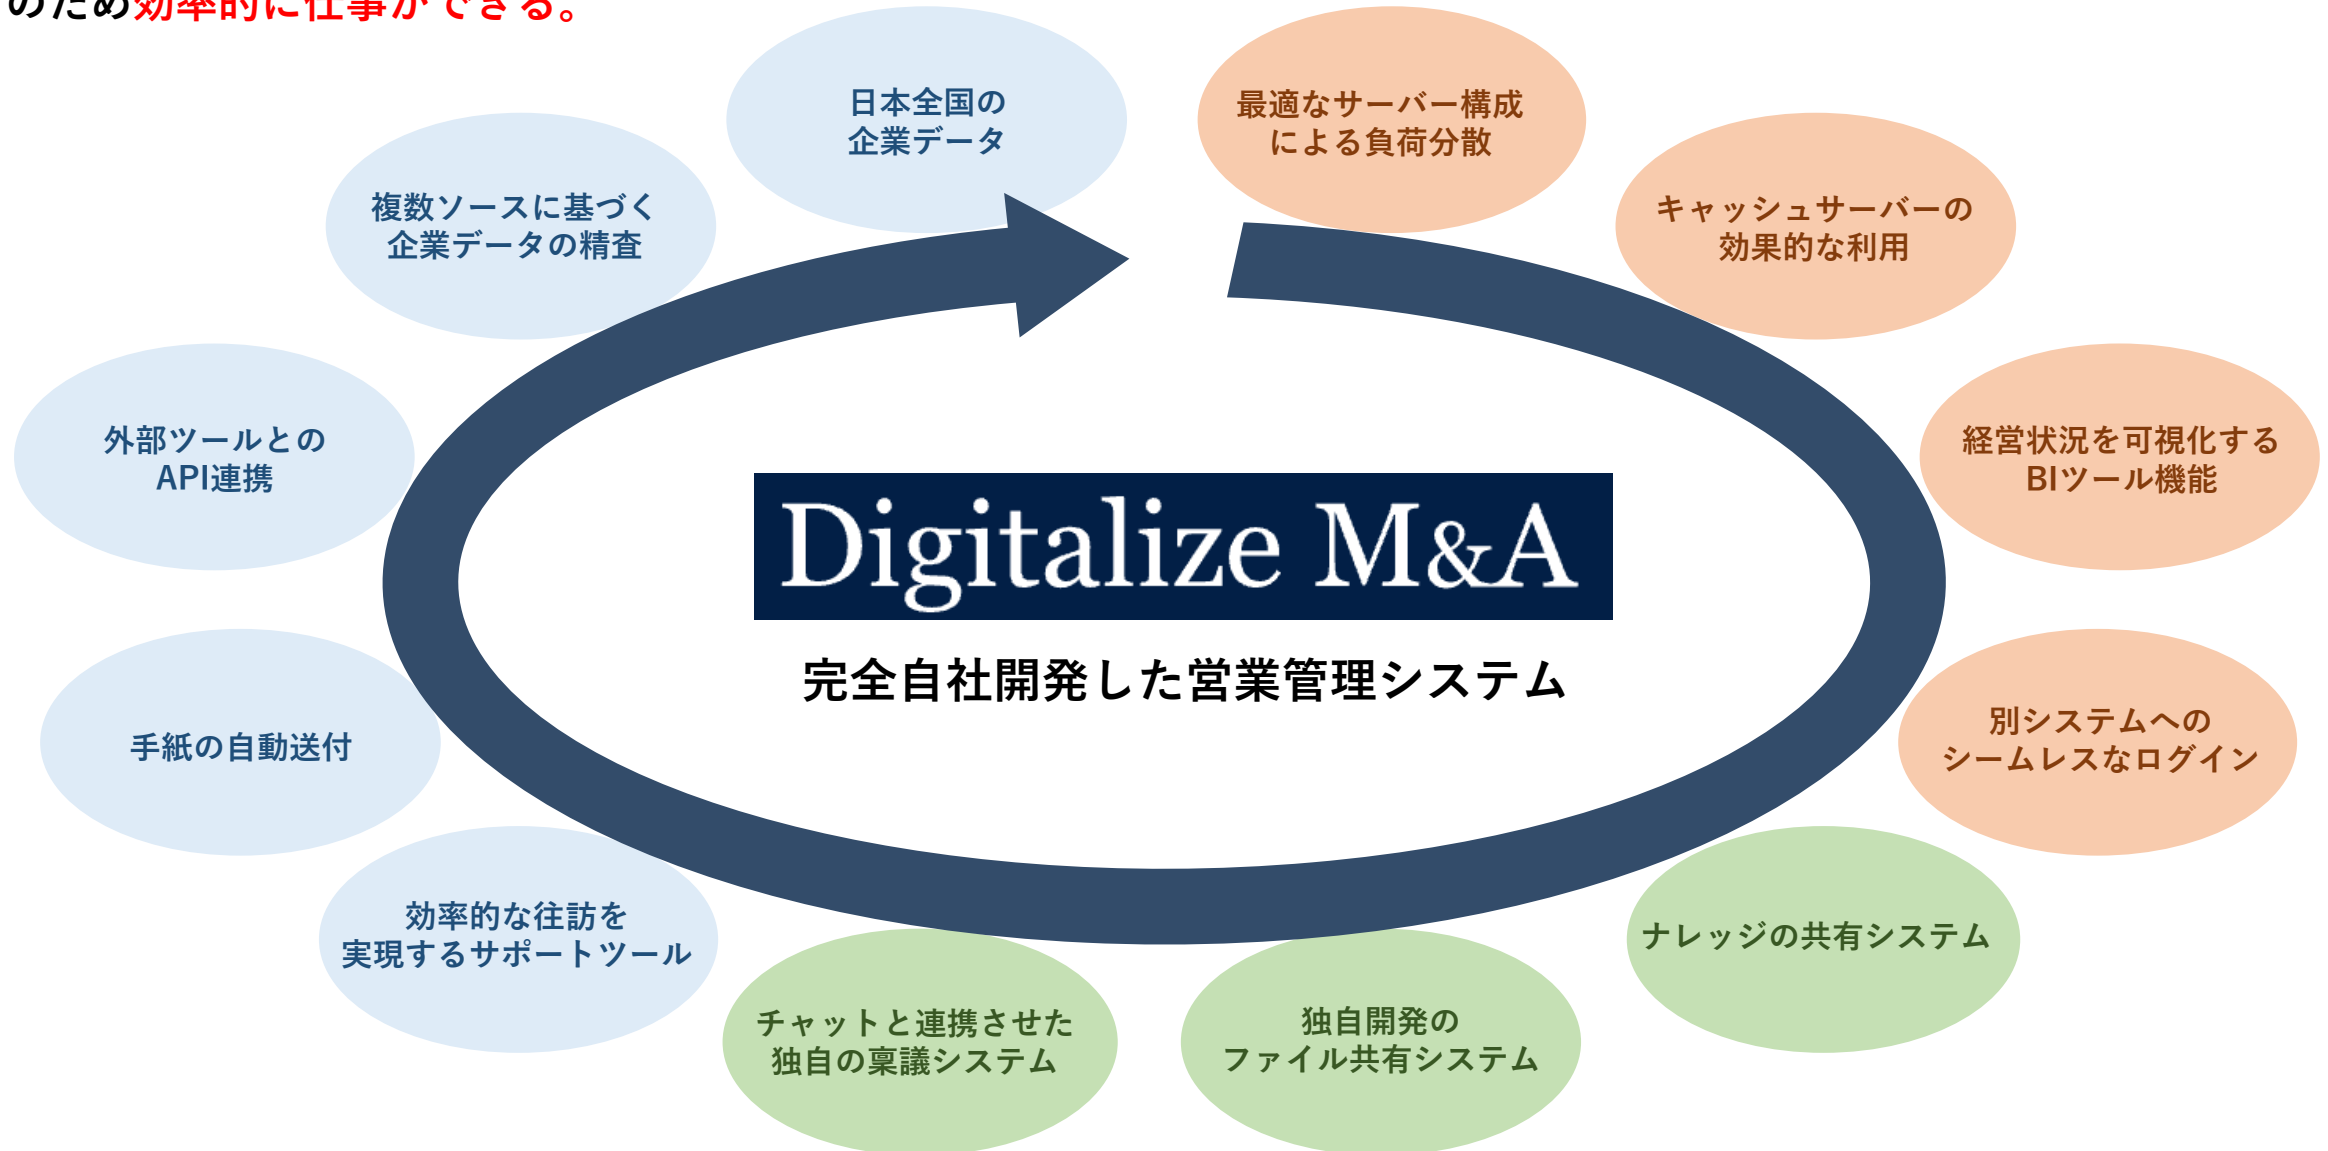 のため効率的に仕事ができる。
日本全国の
企業データ
最適なサーバー構成
による負荷分散
複数ソースに基づく
企業データの精査
キャッシュサーバーの
効果的な利用
外部ツールとの
API連携
経営状況を可視化する
BIツール機能
Digitalize M&A
完全自社開発した営業管理システム
手紙の自動送付
別システムへの
シームレスなログイン
効率的な往訪を
実現するサポートツール
ナレッジの共有システム
チャットと連携させた
独自の稟議システム
独自開発の
ファイル共有システム